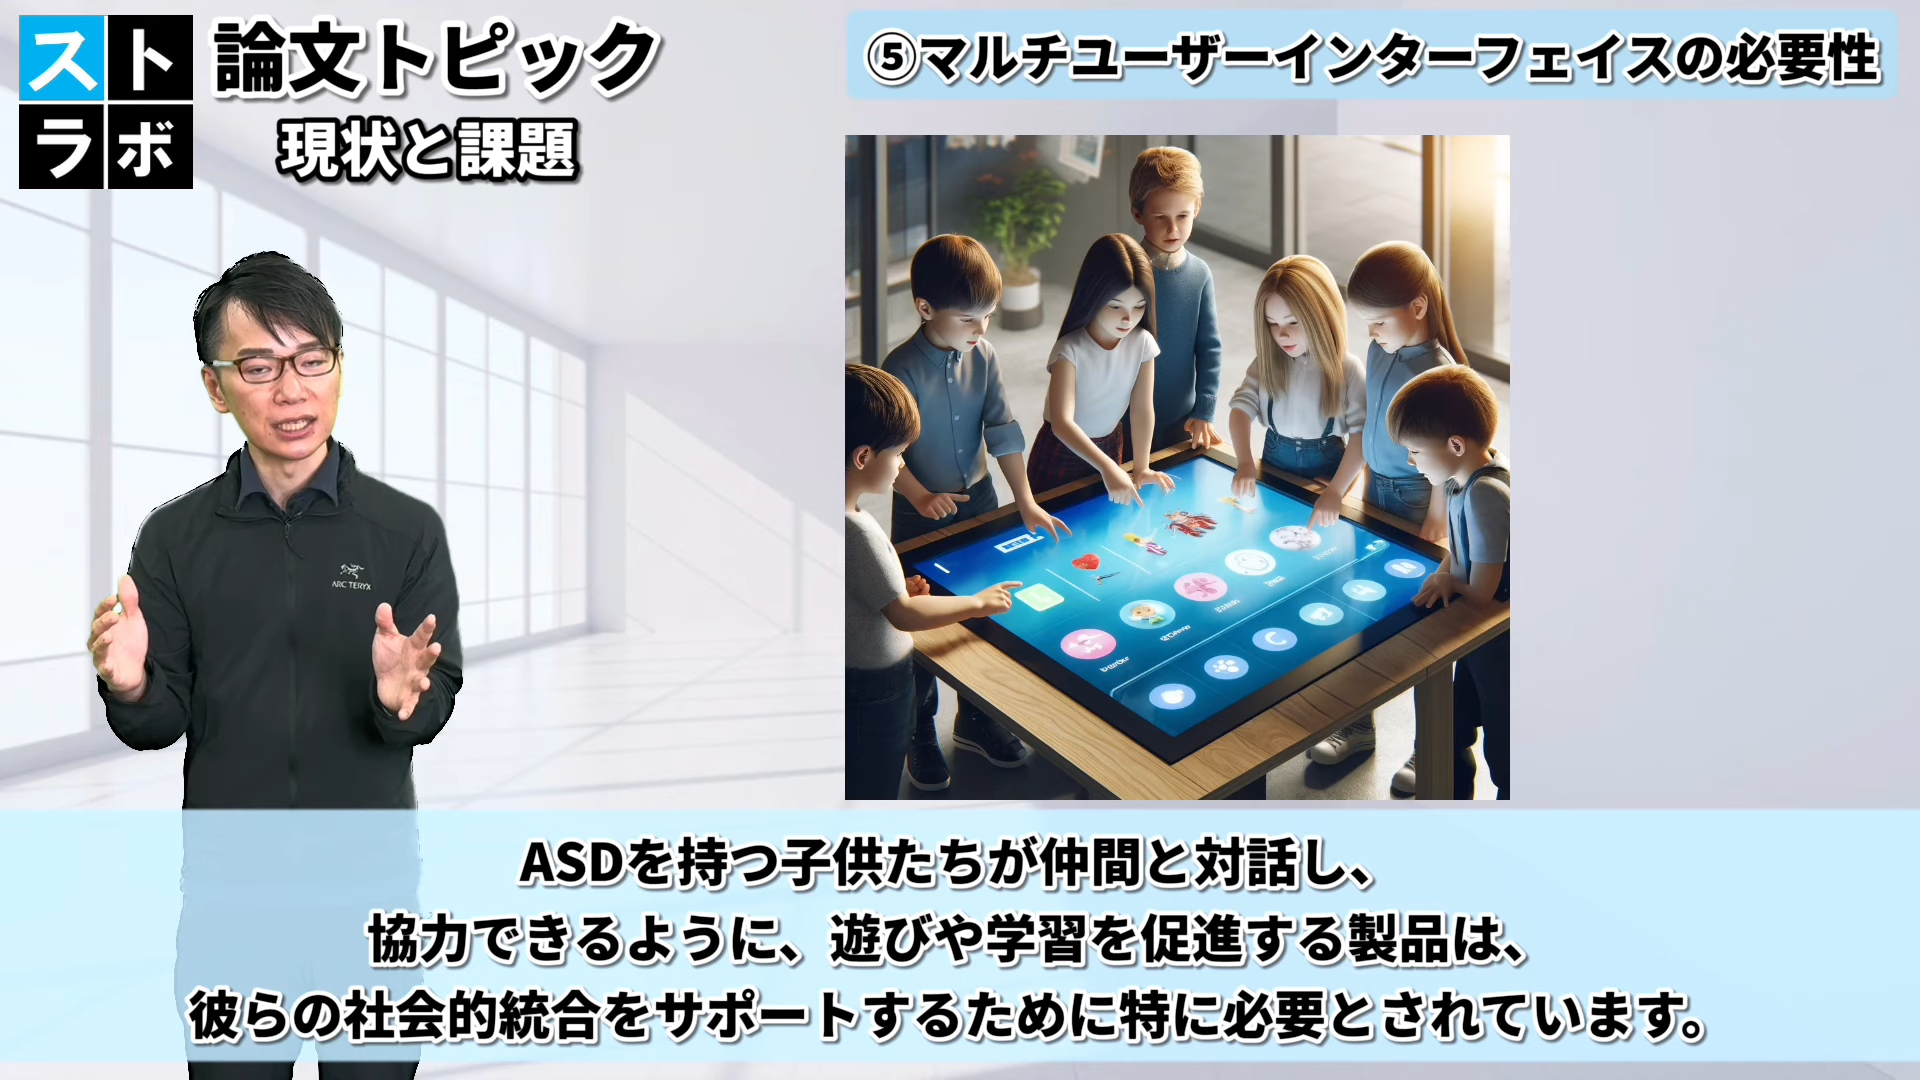 スト
ラボ
論文トピック
現状と課題
⑤マルチユーザーインターフェイスの必要性
ARC'TERYX
ASDを持つ子供たちが仲間と対話し、
協力できるように、遊びや学習を促進する製品は、
彼らの社会的統合をサポートするために特に必要とされています。